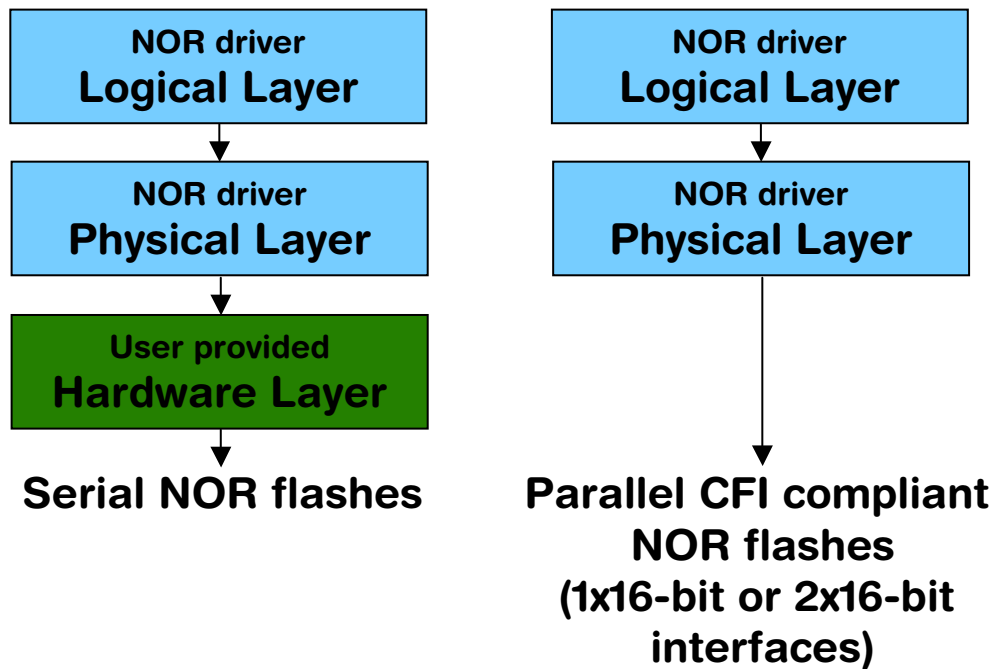 NOR driver
Logical Layer
NOR driver
Physical Layer
User provided
Hardware Layer
Serial NOR flashes
NOR driver
Logical Layer
NOR driver
Physical Layer
Parallel CFI compliant
NOR flashes
(1x16-bit or 2x16-bit
interfaces)